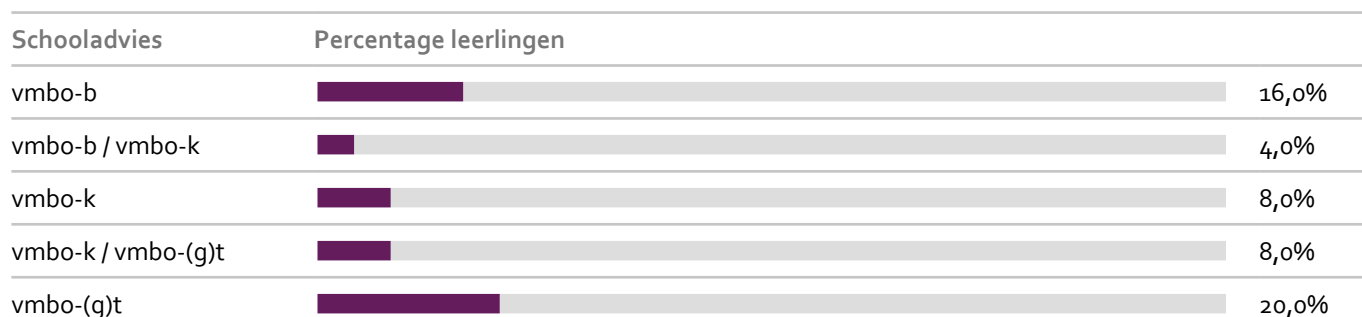 Schooladvies Percentage leerlingen
vmbo-b 16,0%
vmbo-b / vmbo-k 4,0%
vmbo-k 8,0%
vmbo-k / vmbo-(g)t 8,0%
vmbo-(g)t 20,0%